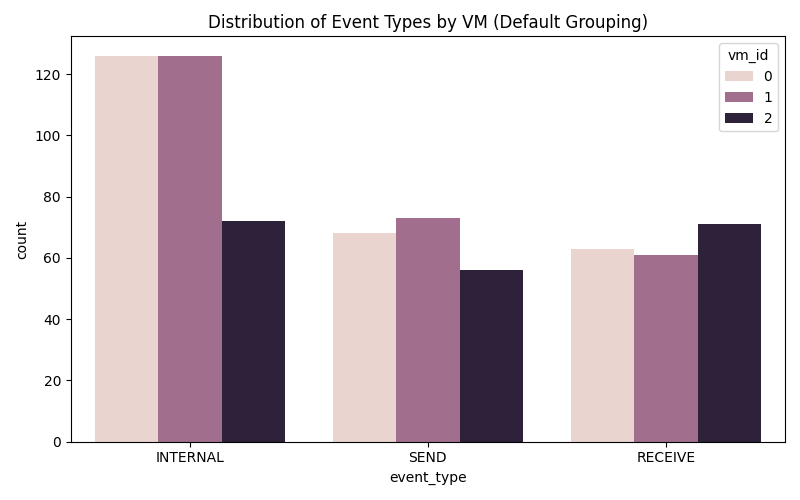 Distribution of Event Types by VM (Default Grouping)
vm_id
0
1
2
120
100
80
60
40
20
0
count
INTERNAL
SEND
RECEIVE
event_type